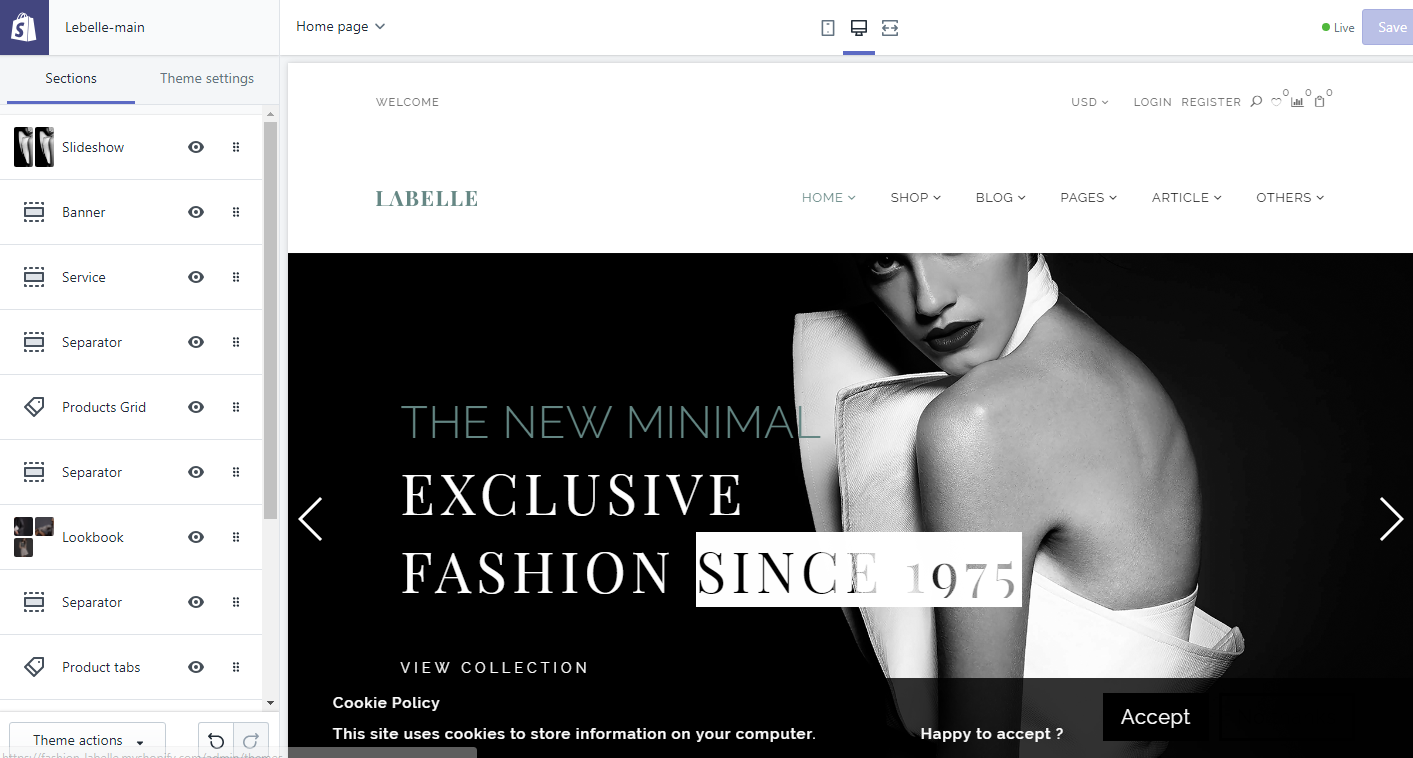 Lebelle-main
Home page
Live
Save
Sections
Theme settings
Slideshow
Banner
Service
Separator
Products Grid
Separator
Lookbook
Separator
Product tabs
Theme actions
WELCOME
USD
LOGIN REGISTER 0 0 0
LABELLE
HOME SHOP BLOG PAGES ARTICLE OTHERS
THE NEW MINIMAL
EXCLUSIVE
FASHION SINCE 1975
VIEW COLLECTION
Cookie Policy
This site uses cookies to store information on your computer.
Happy to accept ?
Accept